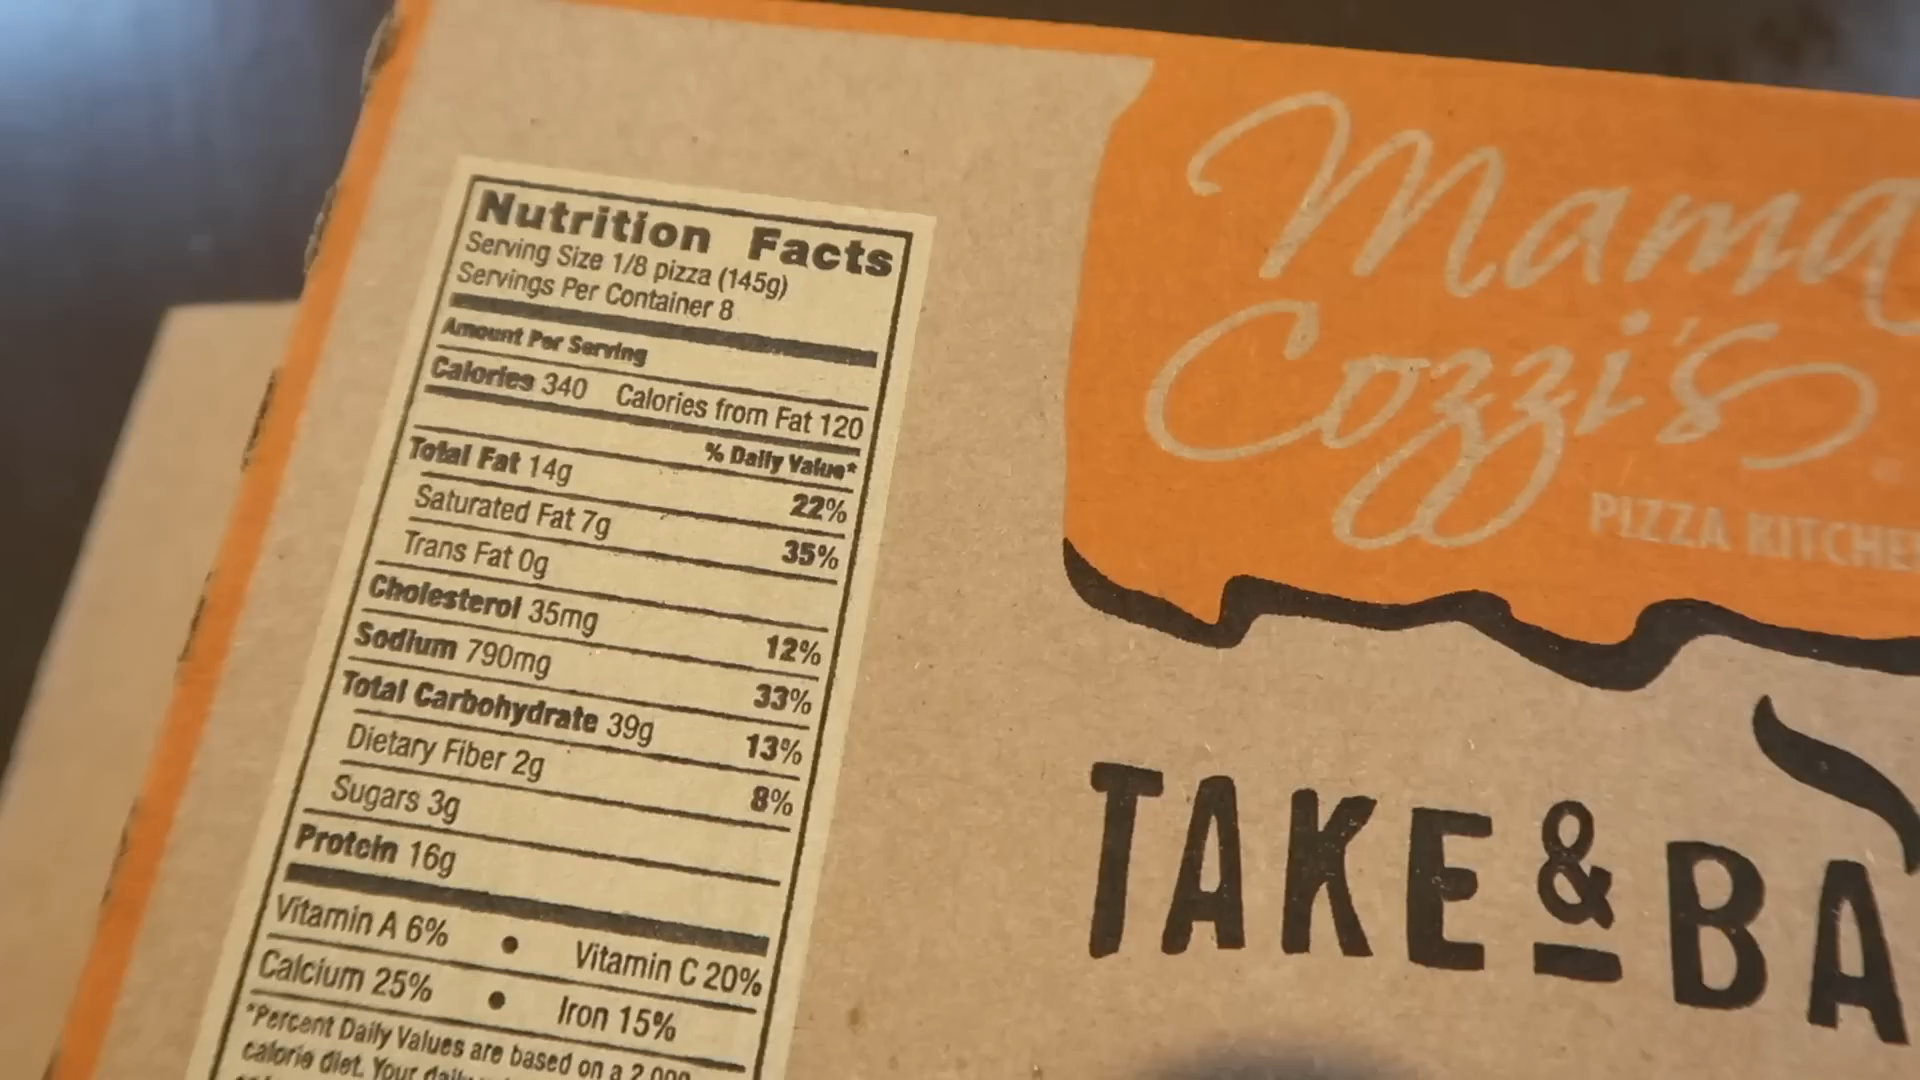 Nutrition Facts
Serving Size 1/8 pizza (145g)
Servings Per Container 8
Amount Per Serving
Calories 340 Calories from Fat 120
% Daily Value*
Total Fat 14g 22%
Saturated Fat 7g 35%
Trans Fat 0g
Cholesterol 35mg 12%
Sodium 790mg 33%
Total Carbohydrate 39g 13%
Dietary Fiber 2g 8%
Sugars 3g
Protein 16g
Vitamin A 6% • Vitamin C 20%
Calcium 25% • Iron 15%
*Percent Daily Values are based on a 2,000
calorie diet. Your
Mama
Cozzi's
PIZZA KITCHE
TAKE & BA